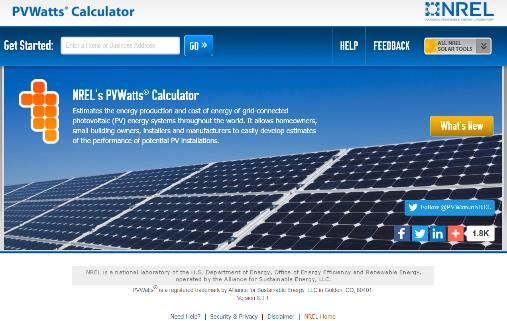 PVWatts® Calculator
NREL
NATIONAL RENEWABLE ENERGY LABORATORY
Get Started:
Enter a Home or Business Address
GO »
HELP
FEEDBACK
ALL NREL
SOLAR TOOLS
NREL's PVWatts® Calculator
Estimates the energy production and cost of energy of grid-connected
photovoltaic (PV) energy systems throughout the world. It allows homeowners,
small building owners, installers and manufacturers to easily develop estimates
of the performance of potential PV installations.
What's New
Follow @PVWattsatNREL
1.8K
NREL is a national laboratory of the U.S. Department of Energy, Office of Energy Efficiency and Renewable Energy,
operated by the Alliance for Sustainable Energy, LLC.
PVWatts® is a registered trademark by Alliance for Sustainable Energy, LLC in Golden, CO, 80401.
Need Help? | Security & Privacy | Disclaimer | NREL Home